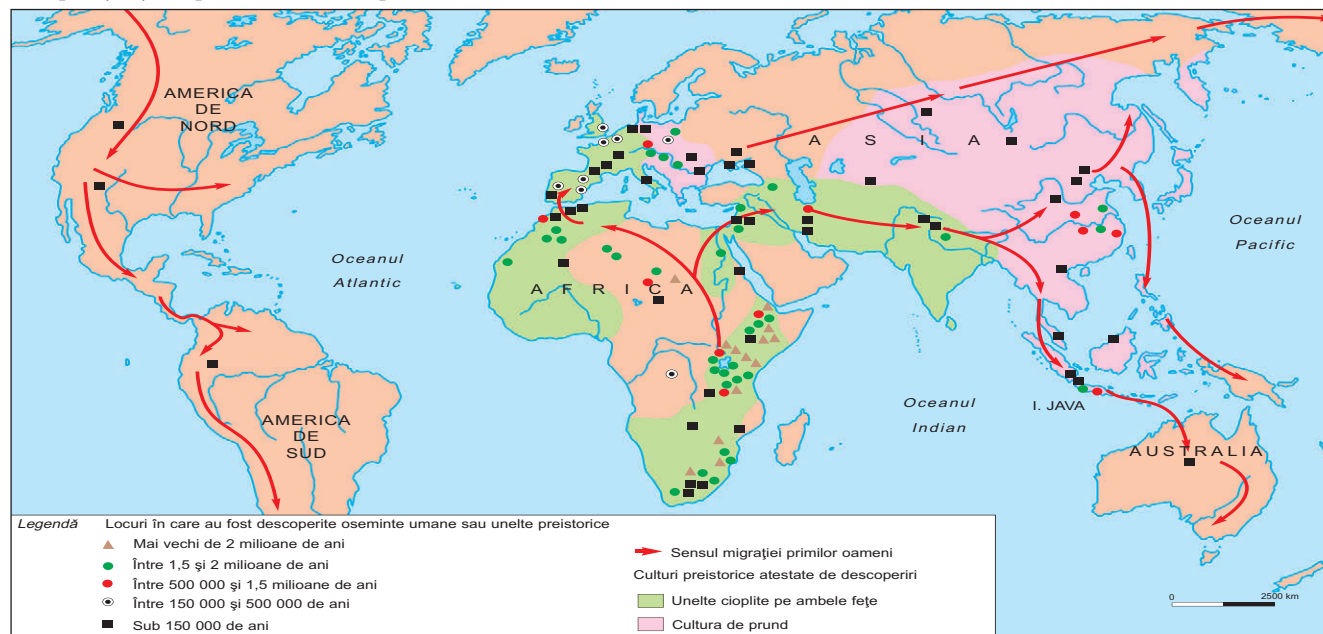 AMERICA
DE
NORD
A S I A
Oceanul
Pacific
Oceanul
Atlantic
A F R I C A
Oceanul
Indian
I. JAVA
AMERICA
DE
SUD
AUSTRALIA
Legendă Locuri în care au fost descoperite oseminte umane sau unelte preistorice
Mai vechi de 2 milioane de ani
Între 1,5 şi 2 milioane de ani
Între 500 000 şi 1,5 milioane de ani
Între 150 000 şi 500 000 de ani
Sub 150 000 de ani
Sensul migraţiei primilor oameni
Culturi preistorice atestate de descoperiri
Unelte cioplite pe ambele feţe
Cultura de prund
0 2500 km